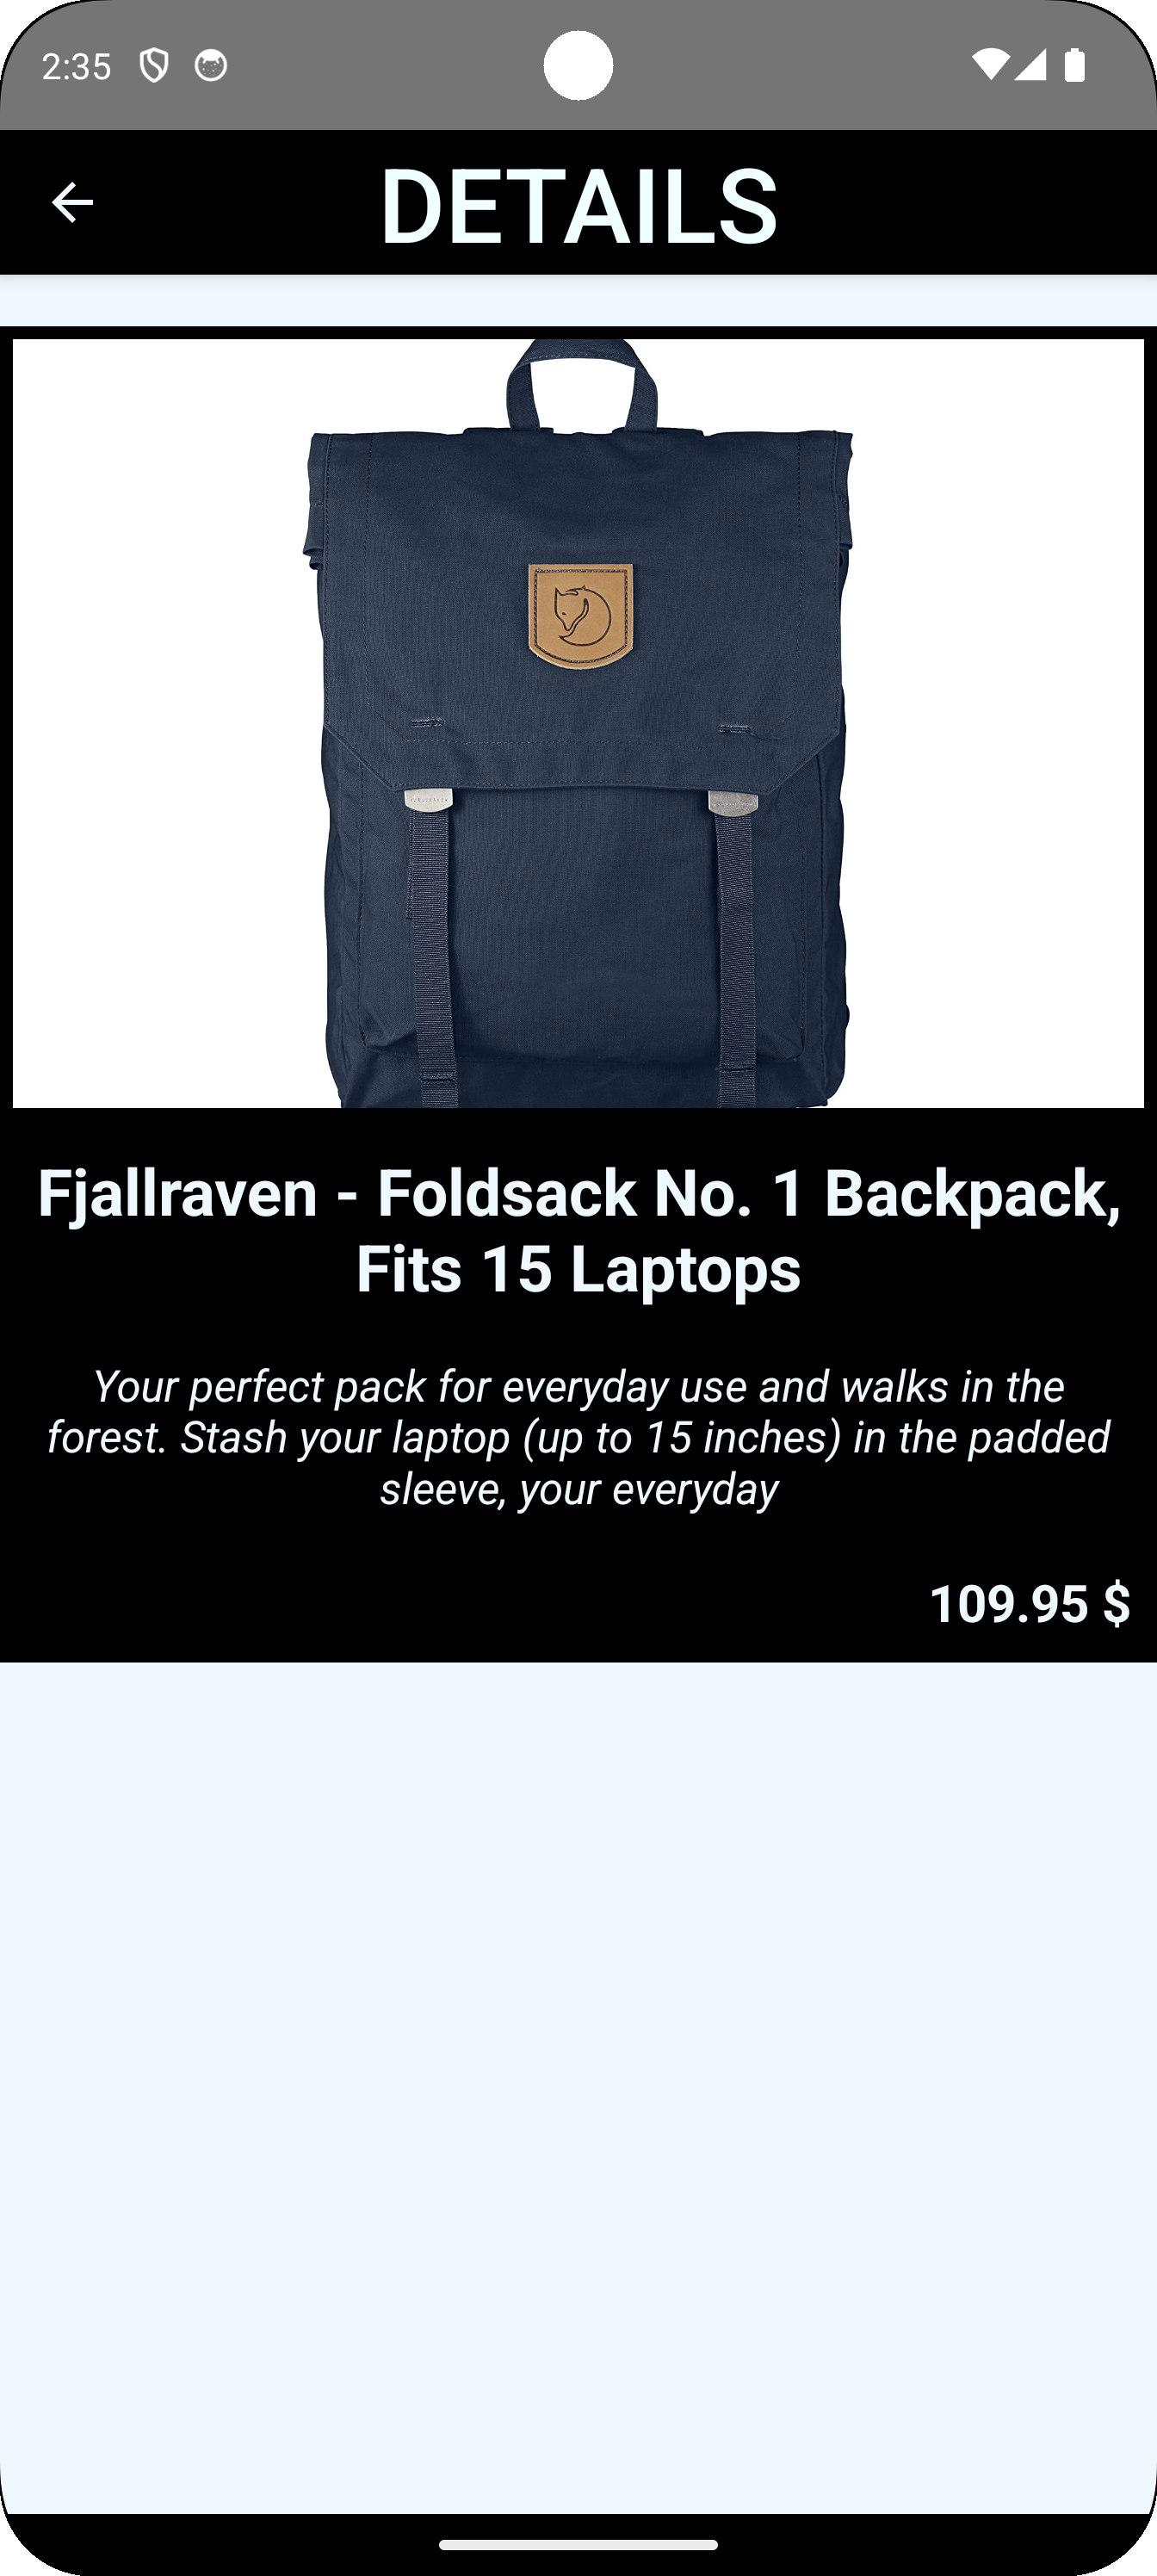 2:35
DETAILS
Fjallraven - Foldsack No. 1 Backpack,
Fits 15 Laptops
Your perfect pack for everyday use and walks in the
forest. Stash your laptop (up to 15 inches) in the padded
sleeve, your everyday
109.95 $